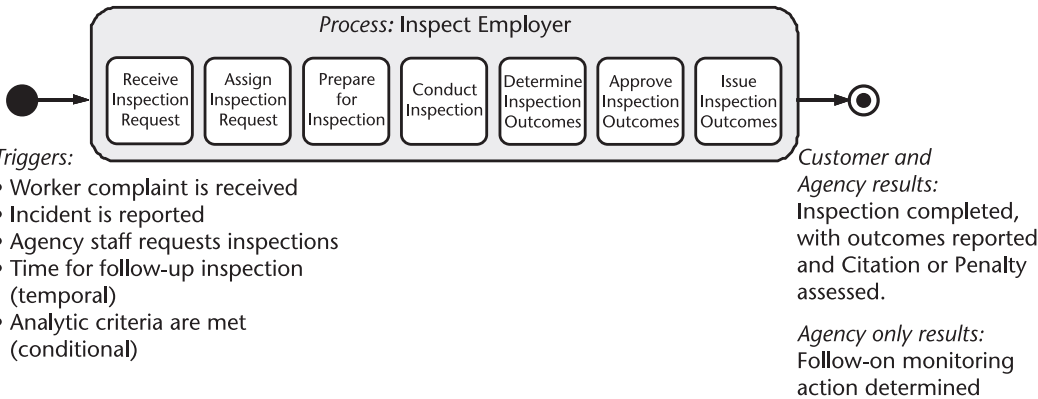 Process: Inspect Employer
Receive
Inspection
Request
Assign
Inspection
Request
Prepare
for
Inspection
Conduct
Inspection
Determine
Inspection
Outcomes
Approve
Inspection
Outcomes
Issue
Inspection
Outcomes
Triggers:
• Worker complaint is received
• Incident is reported
• Agency staff requests inspections
• Time for follow-up inspection
(temporal)
• Analytic criteria are met
(conditional)
Customer and
Agency results:
Inspection completed,
with outcomes reported
and Citation or Penalty
assessed.
Agency only results:
Follow-on monitoring
action determined